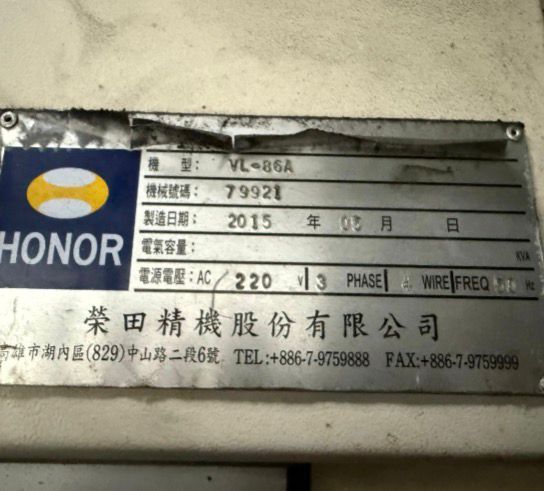 HONOR
機 型: VL-86A
機械號碼: 79921
製造日期: 2015 年 05 月 日
電氣容量: KVA
電源電壓: AC 220 V 3 PHASE WIRE FREQ Hz
榮田精機股份有限公司
高雄市湖內區(829)中山路二段6號 TEL:+886-7-9759888 FAX:+886-7-9759999